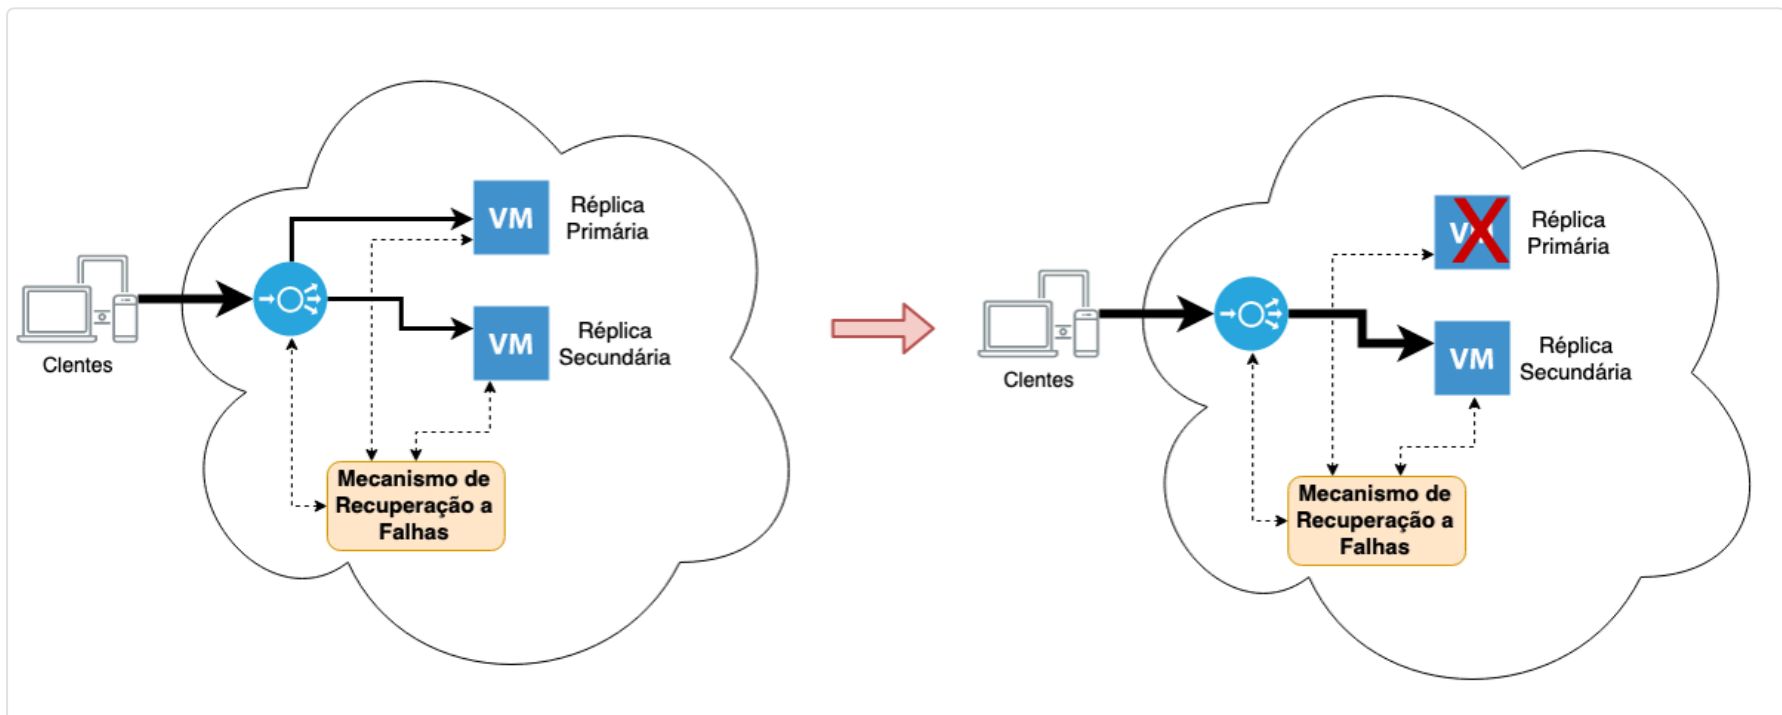 VM
Réplica
Primária
Clentes
VM
Réplica
Secundária
Mecanismo de
Recuperação a
Falhas
VM
Réplica
Primária
Clentes
VM
Réplica
Secundária
Mecanismo de
Recuperação a
Falhas